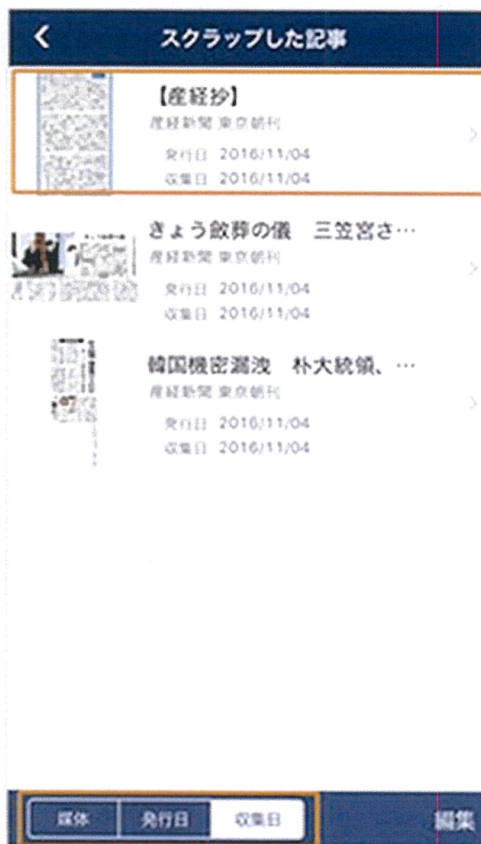 スクラップした記事
【産経抄】
産経新聞 東京朝刊
発行日 2016/11/04
収集日 2016/11/04
きょう斂葬の儀 三笠宮さ…
産経新聞 東京朝刊
発行日 2016/11/04
収集日 2016/11/04
韓国機密漏洩 朴大統領、…
産経新聞 東京朝刊
発行日 2016/11/04
収集日 2016/11/04
媒体 発行日 収集日 編集